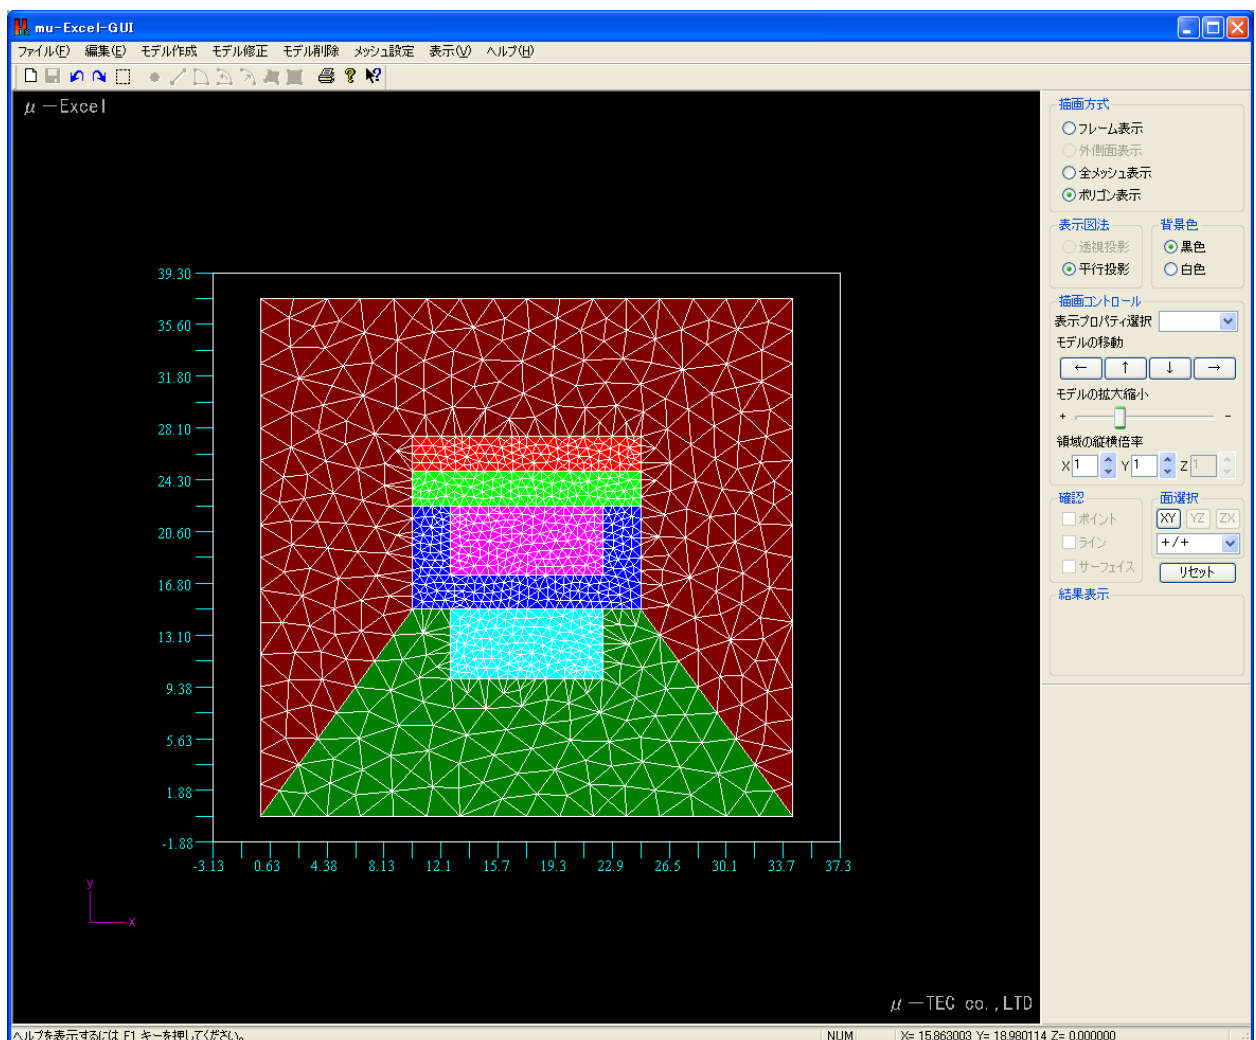 mu-Excel-GUI
ファイル(F) 編集(E) モデル作成 モデル修正 モデル削除 メッシュ設定 表示(V) ヘルプ(H)
μ－Excel
39.30
35.60
31.80
28.10
24.30
20.60
16.80
13.10
9.38
5.63
1.88
-1.88
-3.13 0.63 4.38 8.13 12.1 15.7 19.3 22.9 26.5 30.1 33.7 37.3
y
x
μ－TEC co.,LTD
描画方式
フレーム表示
外側面表示
全メッシュ表示
ポリゴン表示
表示図法
透視投影
平行投影
背景色
黒色
白色
描画コントロール
表示プロパティ選択
モデルの移動
← ↑ ↓ →
モデルの拡大縮小
+ -
領域の縦横倍率
X 1 Y 1 Z 1
確認
ポイント
ライン
サーフェイス
面選択
XY YZ ZX
+/+
リセット
結果表示
ヘルプを表示するには F1 キーを押してください。
NUM
X= 15.863003 Y= 18.980114 Z= 0.000000